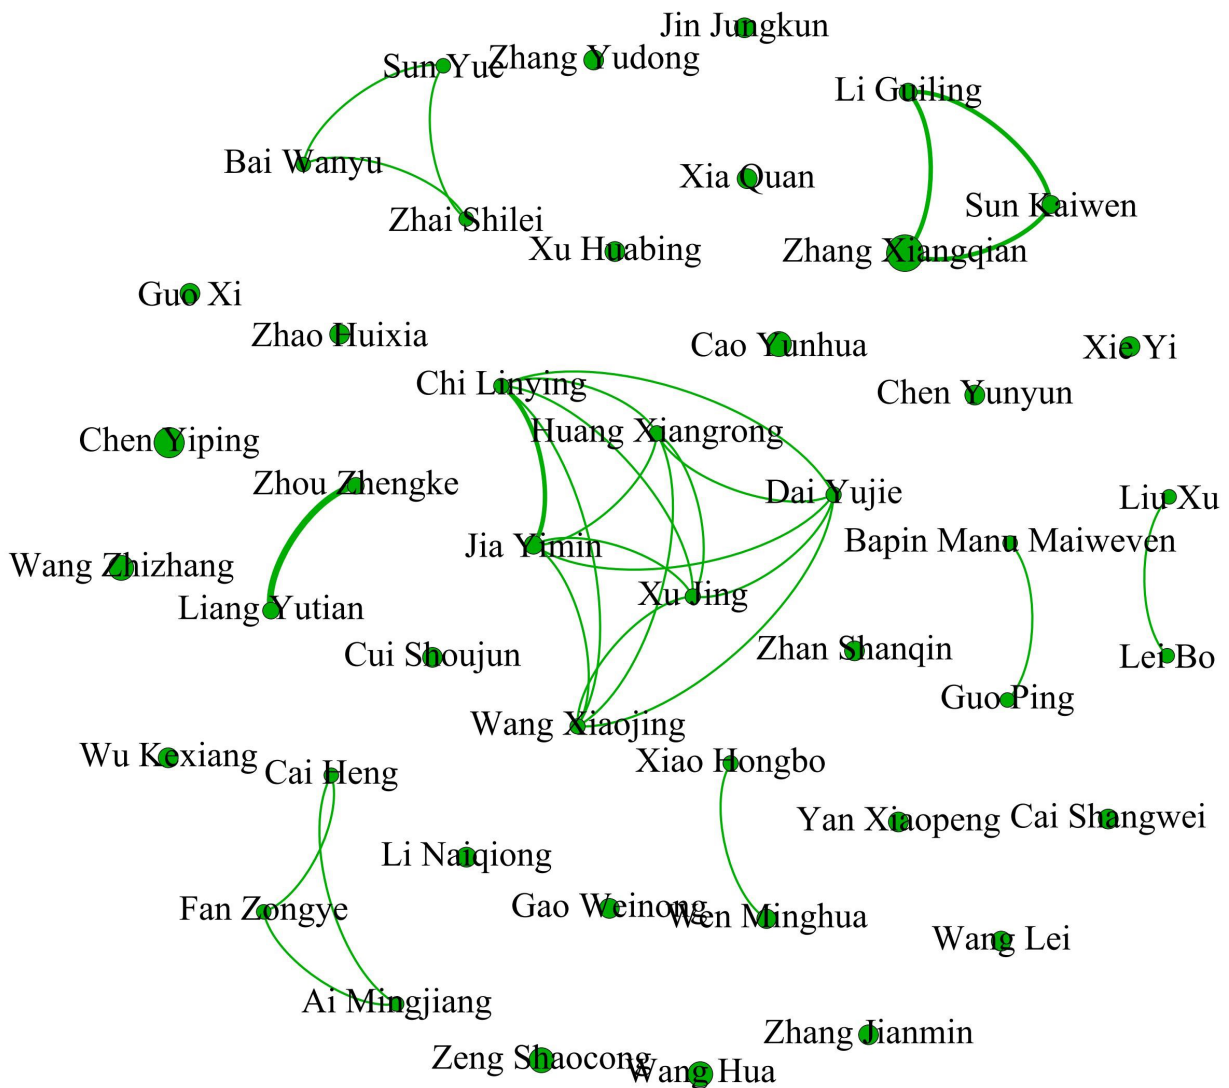 Jin Jungkun
Sun Yue
Zhang Yudong
Li Guiling
Bai Wanyu
Xia Quan
Sun Kaiwen
Zhai Shilei
Xu Huabing
Zhang Xiangqian
Guo Xi
Zhao Huixia
Cao Yunhua
Xie Yi
Chi Linying
Chen Yunyun
Huang Xiangrong
Chen Yiping
Zhou Zhengke
Dai Yujie
Liu Xu
Bapin Manu Maiweven
Jia Yimin
Wang Zhizhang
Xu Jing
Liang Yutian
Zhan Shanqin
Cui Shoujun
Lei Bo
Guo Ping
Wang Xiaojing
Wu Kexiang
Xiao Hongbo
Cai Heng
Yan Xiaopeng
Cai Shangwei
Li Naiqiong
Fan Zongye
Gao Weinong
Wen Minghua
Wang Lei
Ai Mingjiang
Zhang Jianmin
Zeng Shaocong
Wang Hua